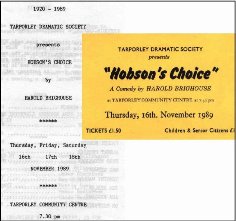 1920 - 1989
TARPORLEY DRAMATIC SOCIETY
presents
HOBSON'S CHOICE
by
HAROLD BRIGHOUSE
******
Thursday, Friday, Saturday
16th 17th 18th
NOVEMBER 1989
******
TARPORLEY COMMUNITY CENTRE
7.30 pm
TARPORLEY DRAMATIC SOCIETY
presents
"Hobson's Choice"
A Comedy by HAROLD BRIGHOUSE
at TARPORLEY COMMUNITY CENTRE at 7.30 pm
Thursday, 16th. November 1989
TICKETS £1.50 Children & Senior Citizens £1